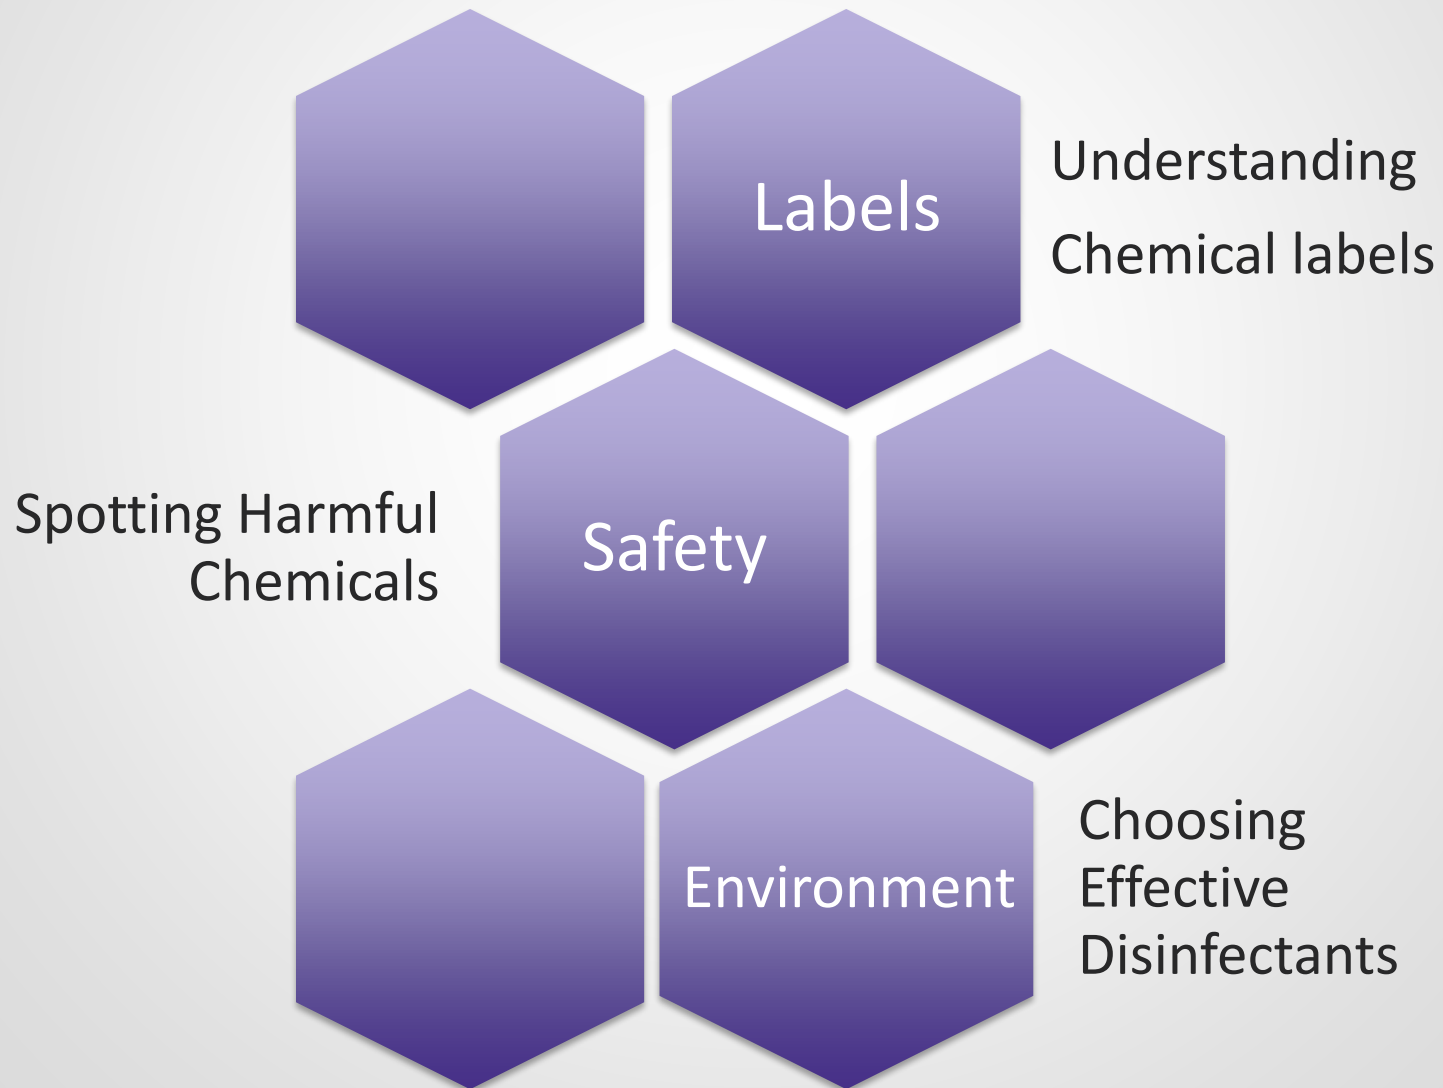 Labels
Understanding
Chemical labels
Spotting Harmful
Chemicals
Safety
Environment
Choosing
Effective
Disinfectants